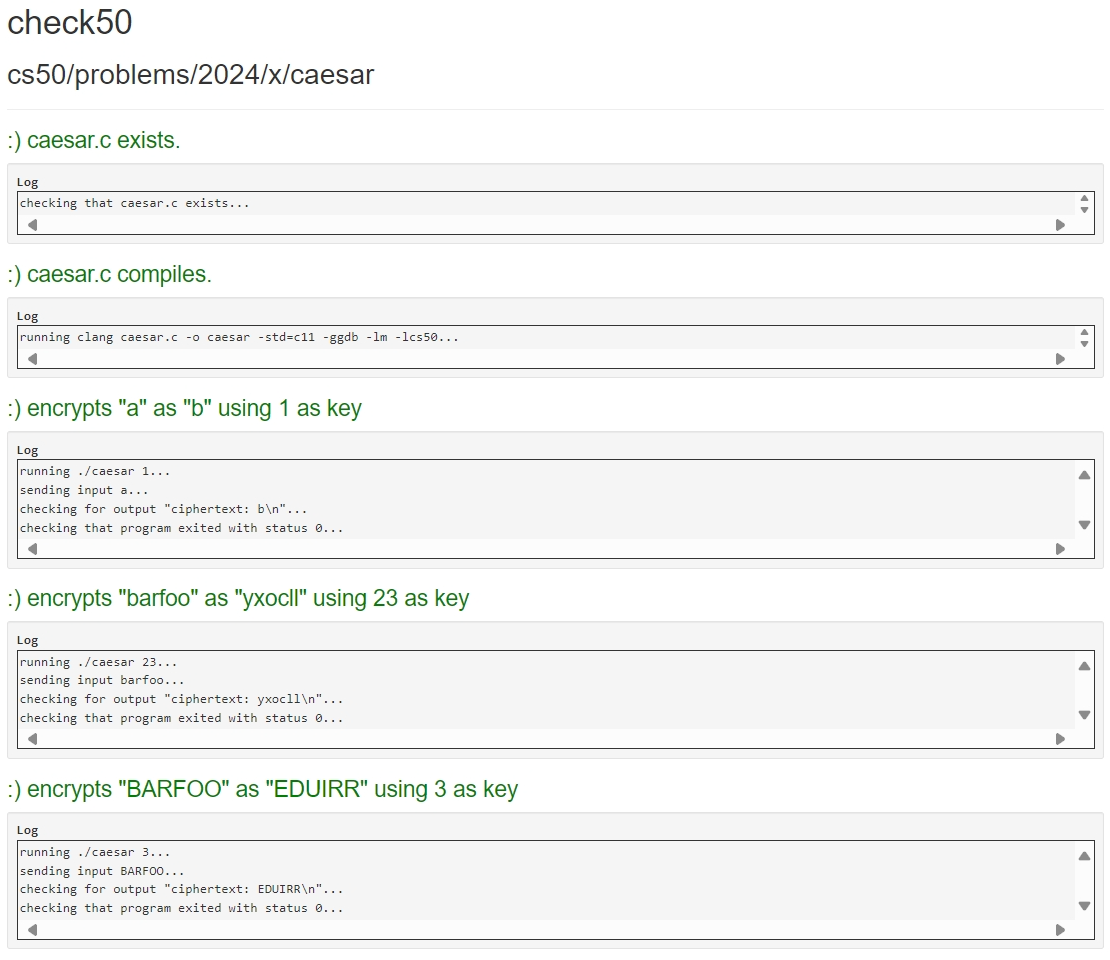 check50
cs50/problems/2024/x/caesar
:) caesar.c exists.
Log
checking that caesar.c exists...
:) caesar.c compiles.
Log
running clang caesar.c -o caesar -std=c11 -ggdb -lm -lcs50...
:) encrypts "a" as "b" using 1 as key
Log
running ./caesar 1...
sending input a...
checking for output "ciphertext: b\n"...
checking that program exited with status 0...
:) encrypts "barfoo" as "yxocll" using 23 as key
Log
running ./caesar 23...
sending input barfoo...
checking for output "ciphertext: yxocll\n"...
checking that program exited with status 0...
:) encrypts "BARFOO" as "EDUIRR" using 3 as key
Log
running ./caesar 3...
sending input BARFOO...
checking for output "ciphertext: EDUIRR\n"...
checking that program exited with status 0...